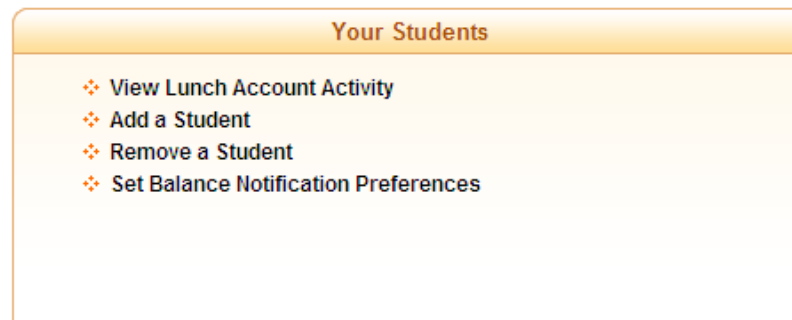 Your Students
View Lunch Account Activity
Add a Student
Remove a Student
Set Balance Notification Preferences